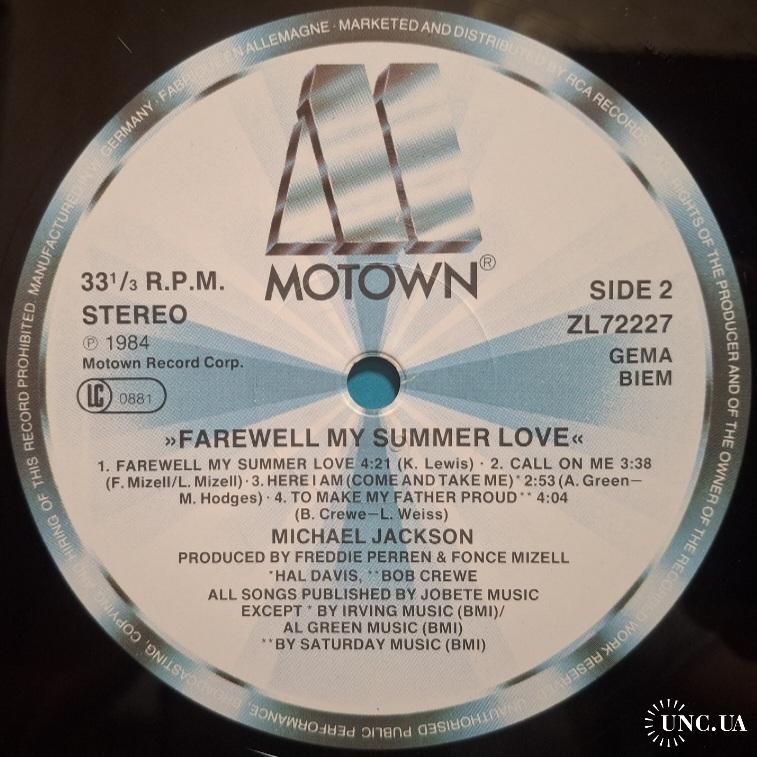 MANUFACTURED IN W. GERMANY · FABRIQUÉ EN ALLEMAGNE · MARKETED AND DISTRIBUTED BY RCA RECORDS · ALL RIGHTS OF THE PRODUCER AND OF THE OWNER OF THE RECORDED WORK RESERVED · UNAUTHORISED PUBLIC PERFORMANCE, BROADCASTING, COPYING AND HIRING OF THIS RECORD PROHIBITED
MOTOWN®
33 1/3 R.P.M.
STEREO
℗ 1984
Motown Record Corp.
LC 0881
SIDE 2
ZL72227
GEMA
BIEM
»FAREWELL MY SUMMER LOVE«
1. FAREWELL MY SUMMER LOVE 4:21 (K. Lewis) · 2. CALL ON ME 3:38
(F. Mizell/L. Mizell) · 3. HERE I AM (COME AND TAKE ME)* 2:53 (A. Green—
M. Hodges) · 4. TO MAKE MY FATHER PROUD** 4:04
(B. Crewe—L. Weiss)
MICHAEL JACKSON
PRODUCED BY FREDDIE PERREN & FONCE MIZELL
*HAL DAVIS, **BOB CREWE
ALL SONGS PUBLISHED BY JOBETE MUSIC
EXCEPT * BY IRVING MUSIC (BMI)/
AL GREEN MUSIC (BMI)
**BY SATURDAY MUSIC (BMI)
UNC.UA